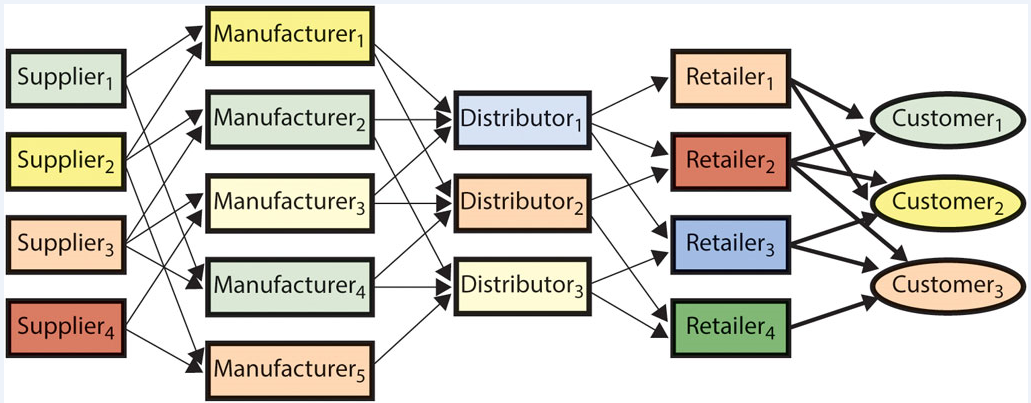 Supplier₁
Supplier₂
Supplier₃
Supplier₄
Manufacturer₁
Manufacturer₂
Manufacturer₃
Manufacturer₄
Manufacturer₅
Distributor₁
Distributor₂
Distributor₃
Retailer₁
Retailer₂
Retailer₃
Retailer₄
Customer₁
Customer₂
Customer₃